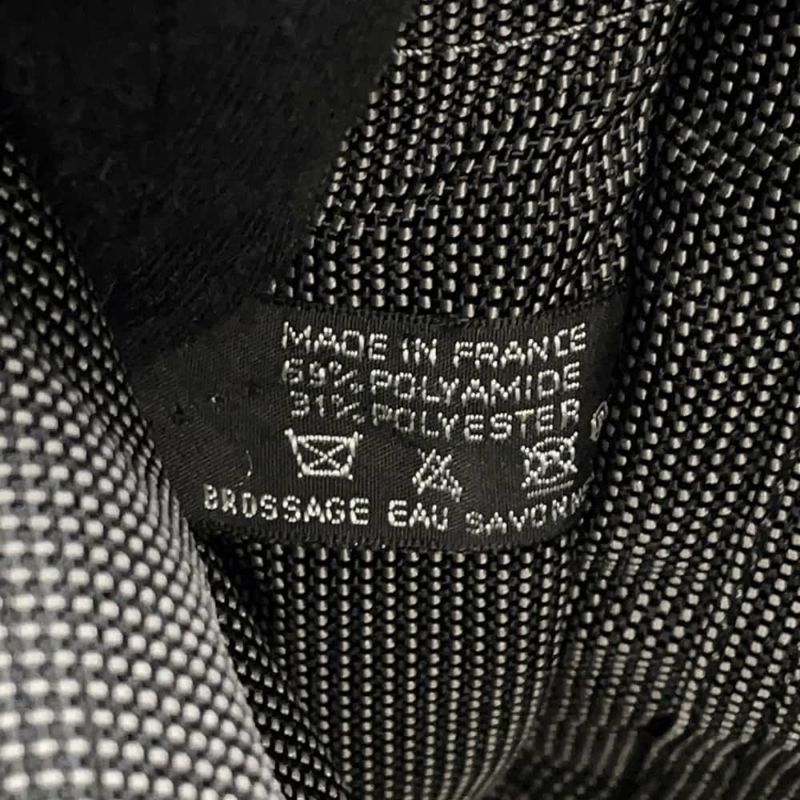 MADE IN FRANCE
69% POLYAMIDE
31% POLYESTER
BROSSAGE EAU